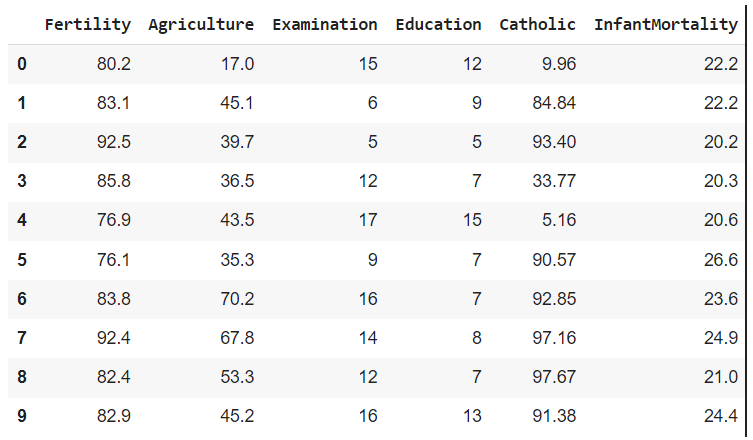 Fertility Agriculture Examination Education Catholic InfantMortality
0 80.2 17.0 15 12 9.96 22.2
1 83.1 45.1 6 9 84.84 22.2
2 92.5 39.7 5 5 93.40 20.2
3 85.8 36.5 12 7 33.77 20.3
4 76.9 43.5 17 15 5.16 20.6
5 76.1 35.3 9 7 90.57 26.6
6 83.8 70.2 16 7 92.85 23.6
7 92.4 67.8 14 8 97.16 24.9
8 82.4 53.3 12 7 97.67 21.0
9 82.9 45.2 16 13 91.38 24.4